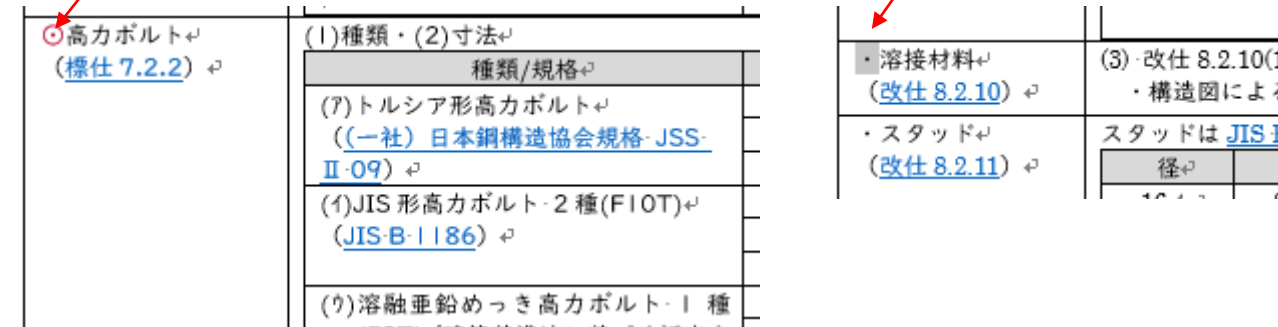 ⊙高力ボルト↵
（標仕 7.2.2）↵
(1)種類・(2)寸法↵
種類/規格↵
(ｱ)トルシア形高力ボルト↵
（(一社) 日本鋼構造協会規格 JSS-
Ⅱ-09）↵
(ｲ)JIS 形高力ボルト 2 種(F10T)↵
（JIS B 1186）↵
(ｳ)溶融亜鉛めっき高力ボルト 1 種
・溶接材料↵
（改仕 8.2.10）↵
(3) 改仕 8.2.10(1
・構造図による
・スタッド↵
（改仕 8.2.11）↵
スタッドは JIS
径↵